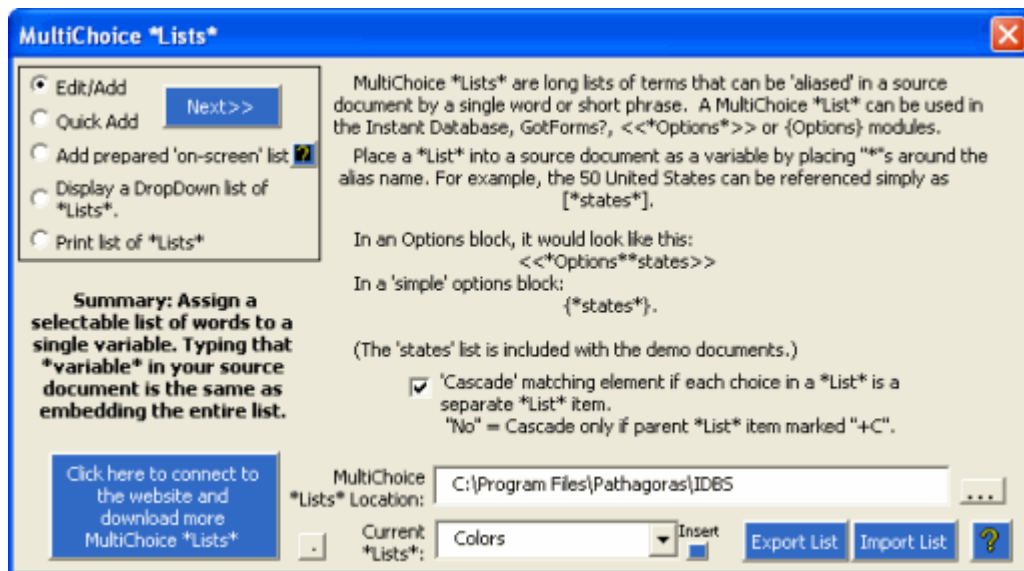 MultiChoice *Lists*
Edit/Add
Next>>
Quick Add
Add prepared 'on-screen' list ?
Display a DropDown list of
*Lists*.
Print list of *Lists*
Summary: Assign a
selectable list of words to a
single variable. Typing that
*variable* in your source
document is the same as
embedding the entire list.
MultiChoice *Lists* are long lists of terms that can be 'aliased' in a source
document by a single word or short phrase. A MultiChoice *List* can be used in
the Instant Database, GotForms?, <<*Options*>> or {Options} modules.
Place a *List* into a source document as a variable by placing "*"s around the
alias name. For example, the 50 United States can be referenced simply as
[*states*].
In an Options block, it would look like this:
<<*Options**states>>
In a 'simple' options block:
{*states*}.
(The 'states' list is included with the demo documents.)
'Cascade' matching element if each choice in a *List* is a
separate *List* item.
"No" = Cascade only if parent *List* item marked "+C".
Click here to connect to
the website and
download more
MultiChoice *Lists*
MultiChoice
*Lists* Location:
C:\Program Files\Pathagoras\IDBS
...
.
Current
*Lists*:
Colors
Insert
Export List
Import List
?